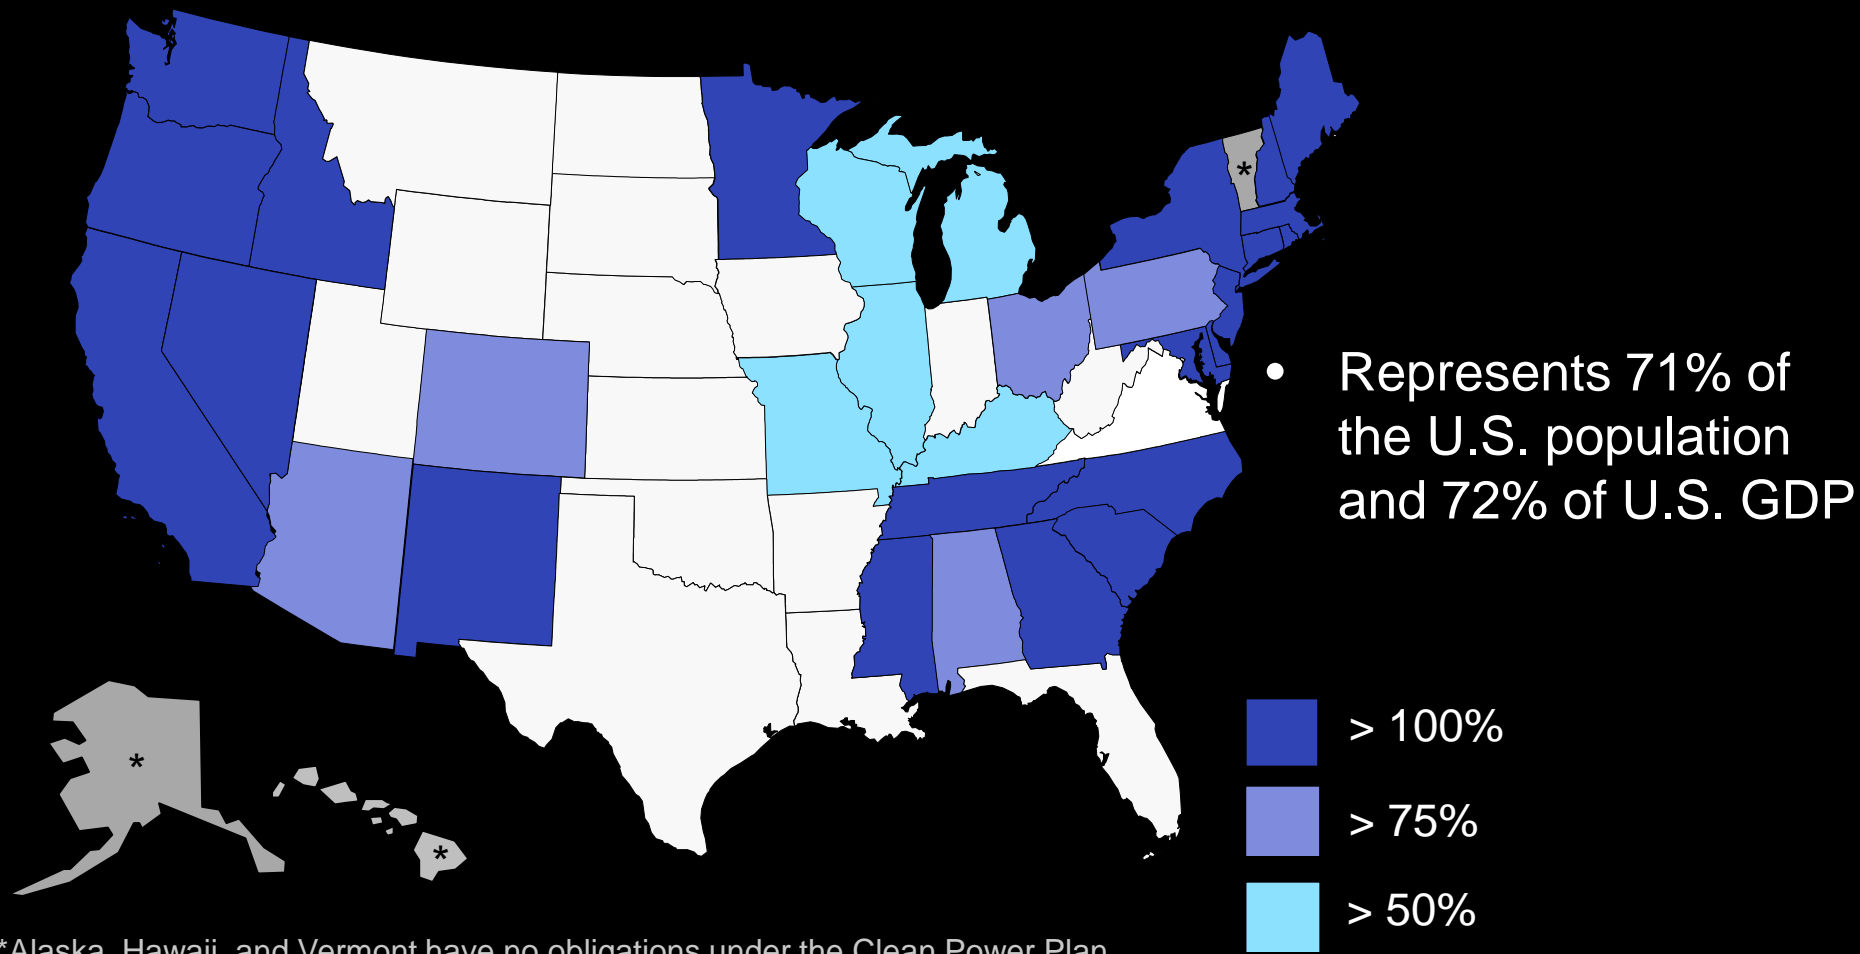 *
• Represents 71% of
the U.S. population
and 72% of U.S. GDP
> 100%
*
> 75%
*
> 50%
*Alaska, Hawaii, and Vermont have no obligations under the Clean Power Plan